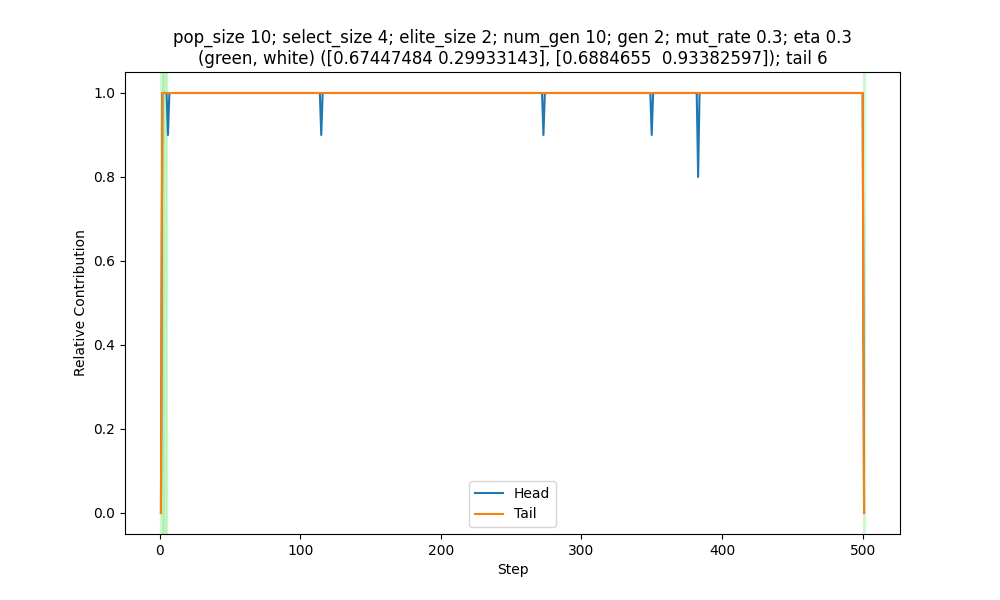 pop_size 10; select_size 4; elite_size 2; num_gen 10; gen 2; mut_rate 0.3; eta 0.3
(green, white) ([0.67447484 0.29933143], [0.6884655  0.93382597]); tail 6
Relative Contribution
1.0
0.8
0.6
0.4
0.2
0.0
Head
Tail
0
100
200
300
400
500
Step